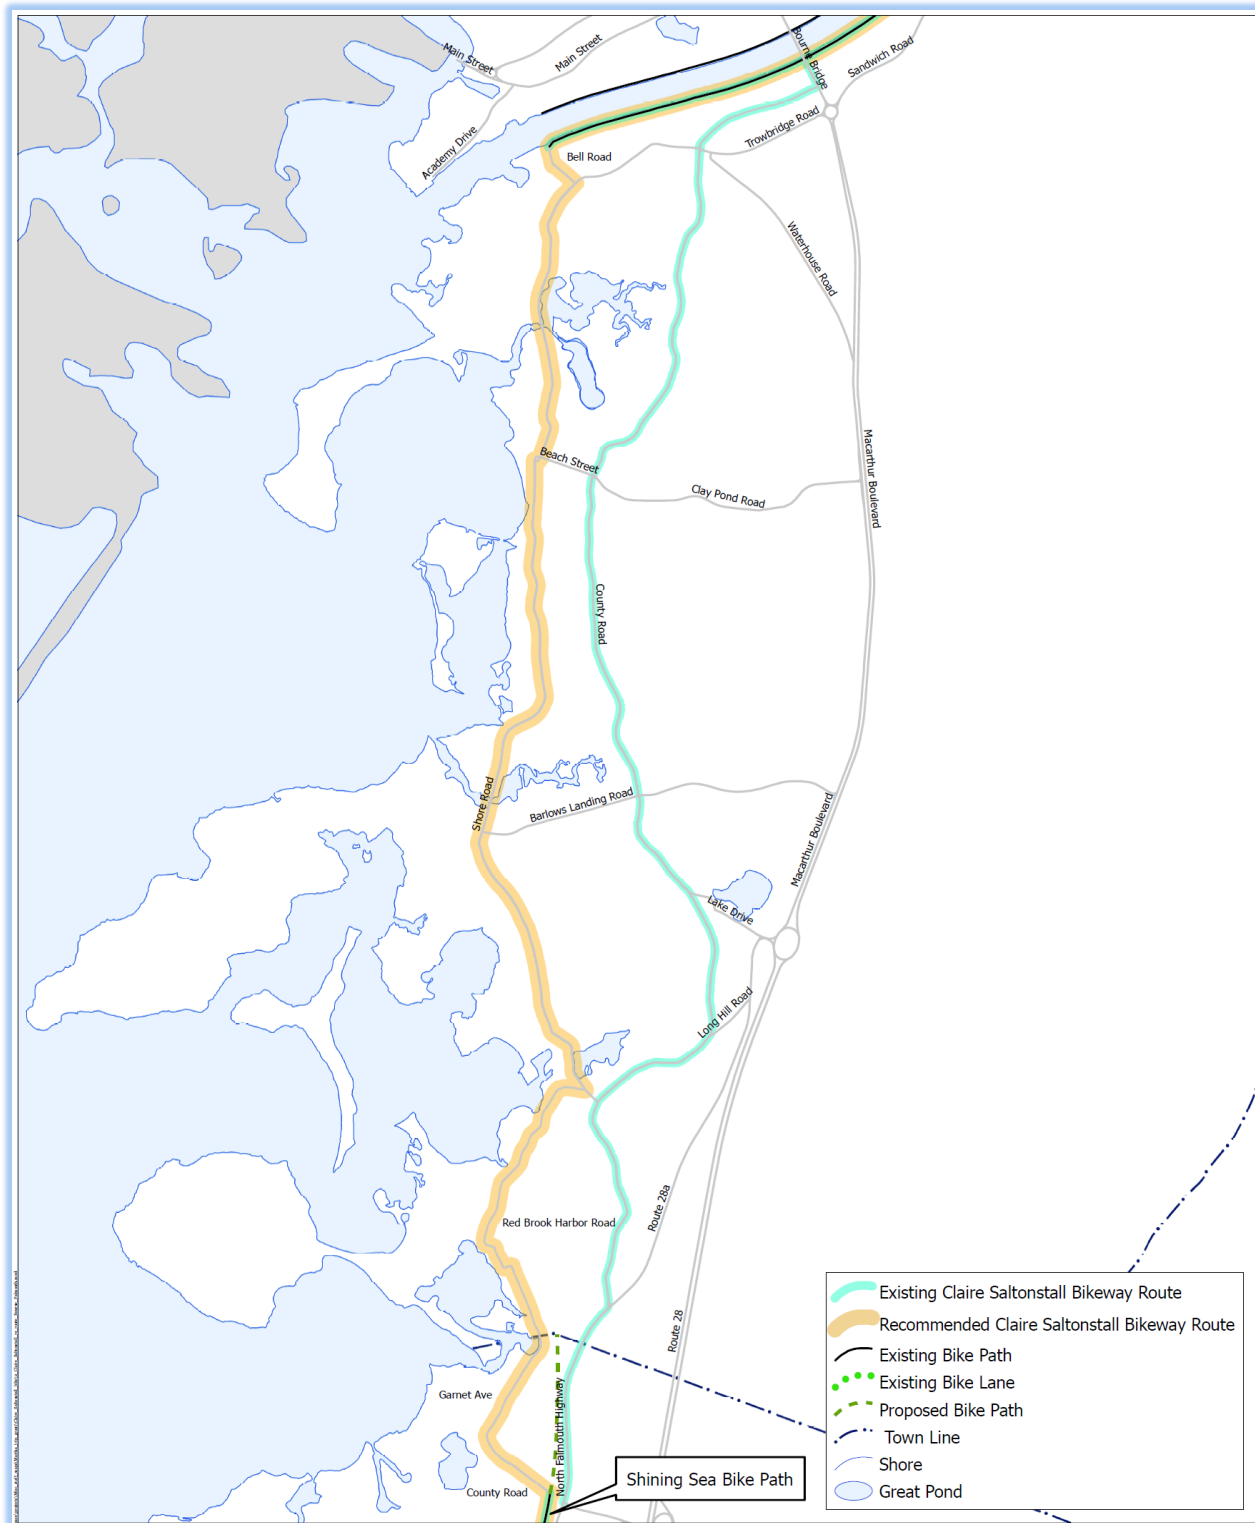 Main Street
Main Street
Bourne Bridge
Sandwich Road
Academy Drive
Bell Road
Trowbridge Road
Waterhouse Road
Beach Street
Clay Pond Road
Macarthur Boulevard
County Road
Shore Road
Barlows Landing Road
Macarthur Boulevard
Lake Drive
Long Hill Road
Route 28a
Red Brook Harbor Road
Route 28
Garnet Ave
North Falmouth Highway
County Road
Shining Sea Bike Path
Existing Claire Saltonstall Bikeway Route
Recommended Claire Saltonstall Bikeway Route
Existing Bike Path
Existing Bike Lane
Proposed Bike Path
Town Line
Shore
Great Pond